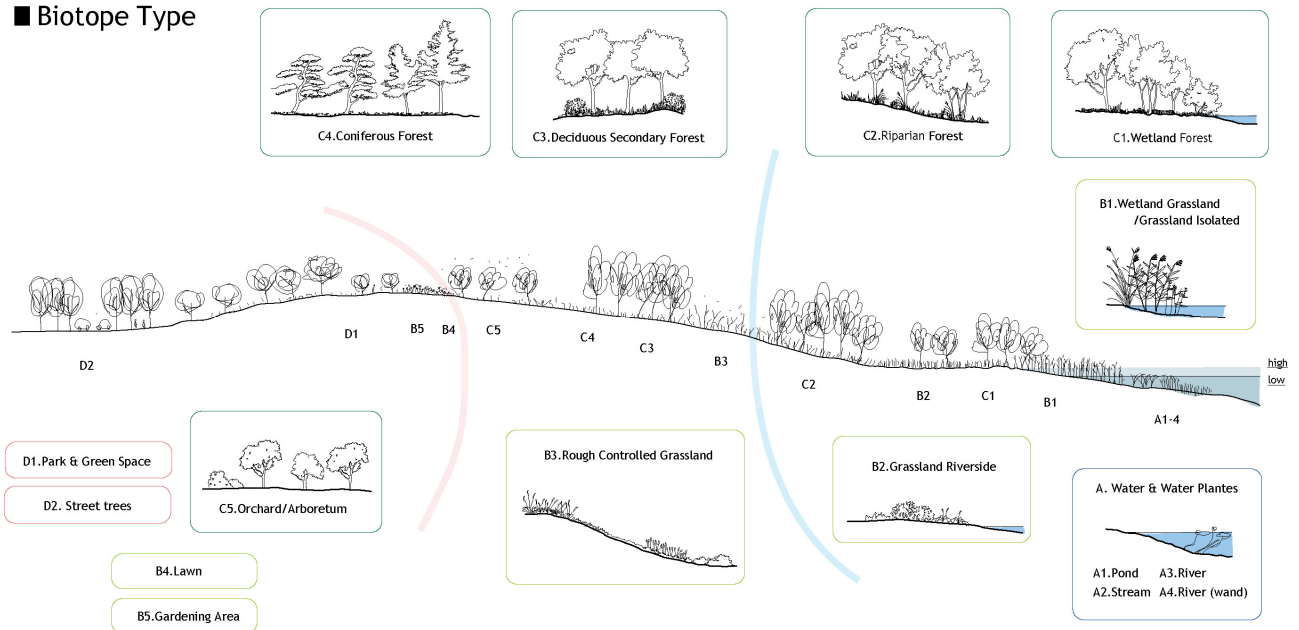 ■ Biotope Type
C4.Coniferous Forest
C3.Deciduous Secondary Forest
C2.Riparian Forest
C1.Wetland Forest
B1.Wetland Grassland
/Grassland Isolated
D2
D1
B5
B4
C5
C4
C3
B3
C2
B2
C1
B1
A1-4
high
low
D1.Park & Green Space
D2. Street trees
C5.Orchard/Arboretum
B4.Lawn
B5.Gardening Area
B3.Rough Controlled Grassland
B2.Grassland Riverside
A. Water & Water Plantes
A1.Pond A3.River
A2.Stream A4.River (wand)